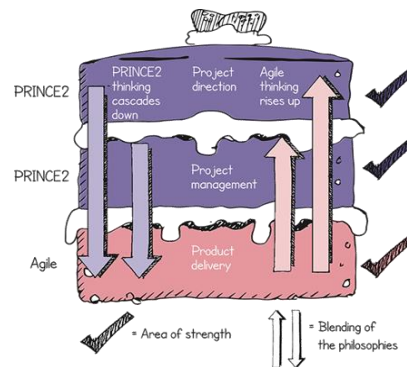 PRINCE2
thinking
cascades
down
Project
direction
Agile
thinking
rises up
PRINCE2
PRINCE2
Project
management
Agile
Product
delivery
= Area of strength
= Blending of
the philosophies